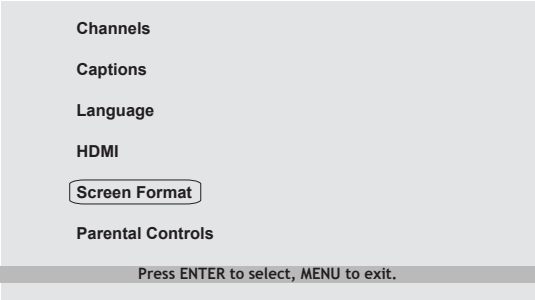 Channels
Captions
Language
HDMI
Screen Format
Parental Controls
Press ENTER to select, MENU to exit.